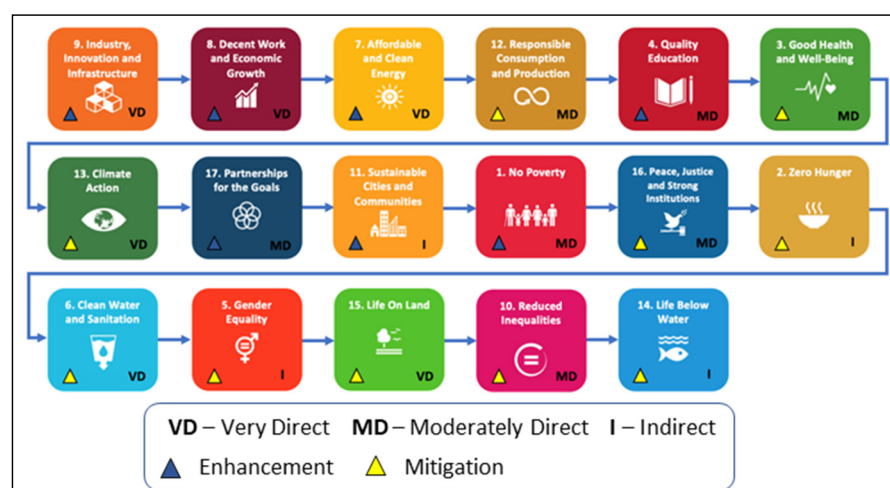 9. Industry,
Innovation and
Infrastructure
VD
8. Decent Work
and Economic
Growth
VD
7. Affordable
and Clean
Energy
VD
12. Responsible
Consumption
and Production
MD
4. Quality
Education
MD
3. Good Health
and Well-Being
MD
13. Climate
Action
VD
17. Partnerships
for the Goals
MD
11. Sustainable
Cities and
Communities
I
1. No Poverty
MD
16. Peace, Justice
and Strong
Institutions
MD
2. Zero Hunger
I
6. Clean Water
and Sanitation
VD
5. Gender
Equality
I
15. Life On Land
VD
10. Reduced
Inequalities
MD
14. Life Below
Water
I
VD – Very Direct MD – Moderately Direct I – Indirect
Enhancement Mitigation